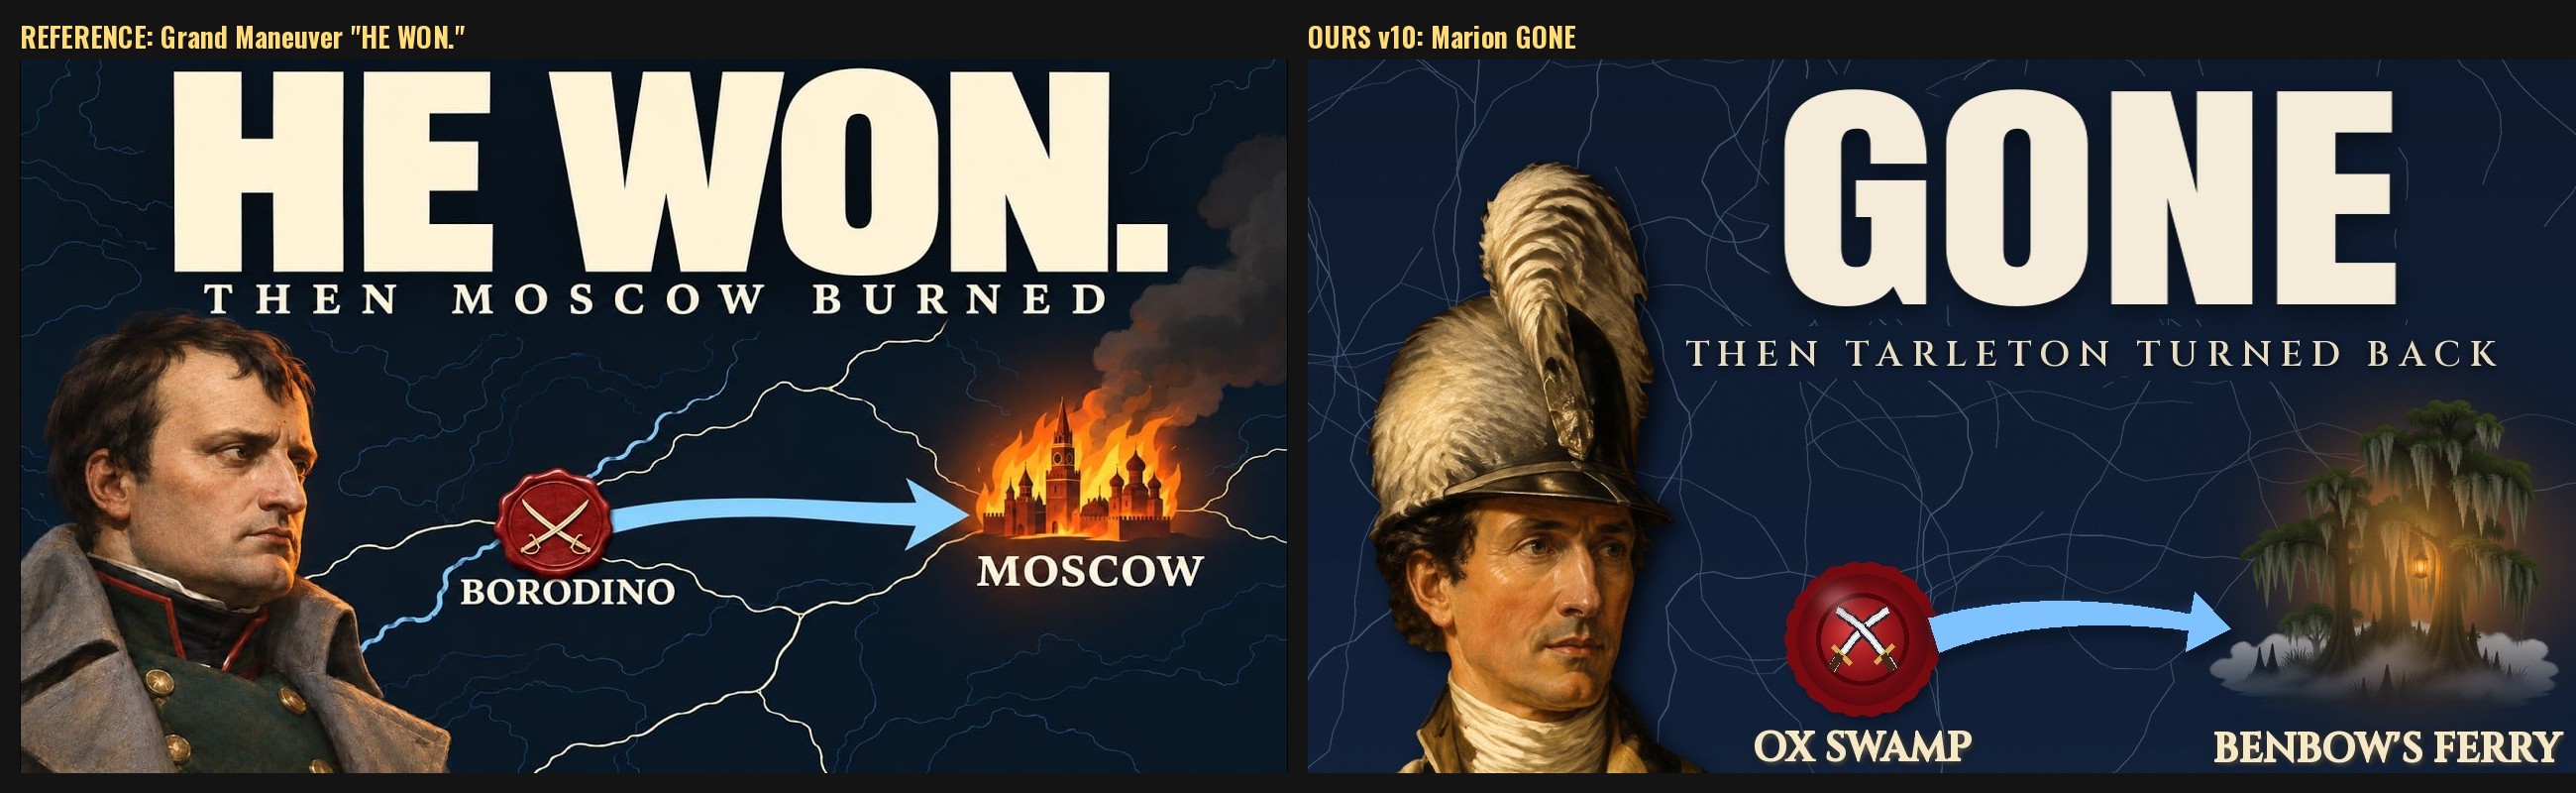 REFERENCE: Grand Maneuver "HE WON."
HE WON.
THEN MOSCOW BURNED
BORODINO
MOSCOW
OURS v10: Marion GONE
GONE
THEN TARLETON TURNED BACK
OX SWAMP
BENBOW'S FERRY